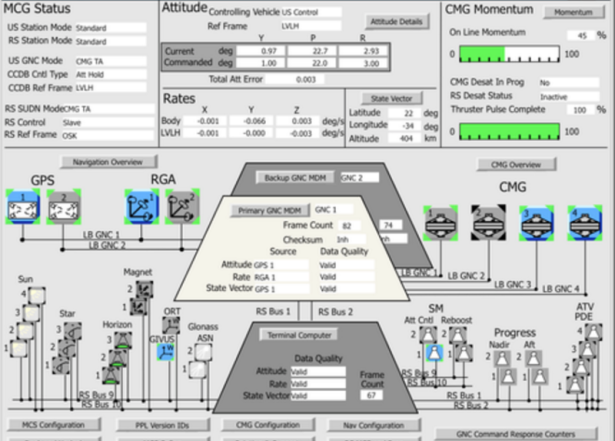 MCG Status
US Station Mode Standard
RS Station Mode Standard
US GNC Mode CMG TA
CCDB Cntl Type Att Hold
CCDB Ref Frame LVLH
RS SUDN Mode CMG TA
RS Control Slave
RS Ref Frame OSK
Attitude
Controlling Vehicle US Control
Ref Frame LVLH
Attitude Details
Y P R
Current deg 0.97 22.7 2.93
Commanded deg 1.00 22.0 3.00
Total Att Error 0.003
Rates
X Y Z
Body -0.001 -0.066 0.003 deg/s
LVLH -0.001 -0.000 -0.003 deg/s
State Vector
Latitude 22 deg
Longitude -34 deg
Altitude 404 km
CMG Momentum
Momentum
On Line Momentum 45 %
0 100
CMG Desat In Prog No
RS Desat Status Inactive
Thruster Pulse Complete 100 %
0 100
Navigation Overview
GPS
1 2
RGA
1 2
LB GNC 1
LB GNC 2
Backup GNC MDM GNC 2
Primary GNC MDM GNC 1
Frame Count 82 74
Checksum Inh
Source Data Quality
Attitude GPS 1 Valid
Rate RGA 1 Valid
State Vector GPS 1 Valid
CMG Overview
CMG
1 2 3 4
LB GNC 1
LB GNC 2
LB GNC 3
LB GNC 4
RS Bus 1 RS Bus 2
Terminal Computer
Data Quality
Attitude Valid
Rate Valid
State Vector Valid
Frame Count
67
Sun
4
3
2
1
Star
3
2
1
Horizon
3
2
1
Magnet
2
1
ORT
GIVUS
Glonass
ASN
2
1
RS Bus 9
RS Bus 10
SM
Att Cntl Reboost
2 2
1 1
RS Bus 9
RS Bus 10
Progress
Nadir Aft
2 2
1 1
ATV
PDE
4
3
2
1
RS Bus 1
RS Bus 2
MCS Configuration
PPL Version IDs
CMG Configuration
Nav Configuration
GNC Command Response Counters